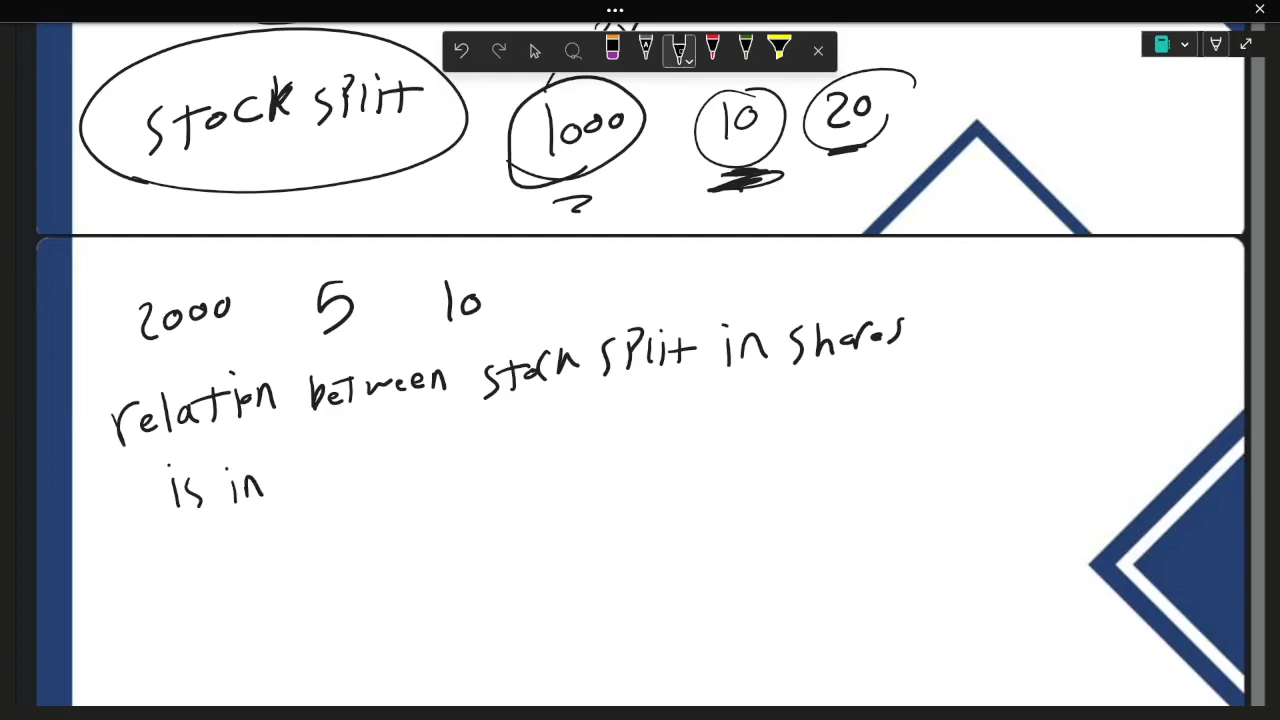 stock split 1000 10 20
2000 5 10
relation between stock split in shares
is in